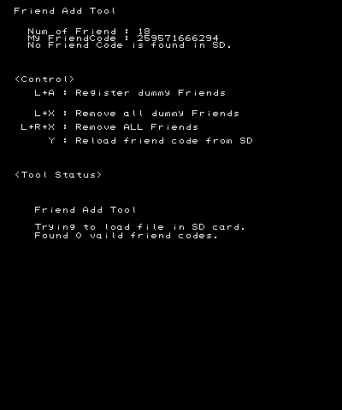 Friend Add Tool
Num of Friend : 18
My FriendCode : 259571666294
No Friend Code is found in SD.
<Control>
L+A : Register dummy Friends
L+X : Remove all dummy Friends
L+R+X : Remove ALL Friends
Y : Reload friend code from SD
<Tool Status>
Friend Add Tool
Trying to load file in SD card.
Found 0 vaild friend codes.